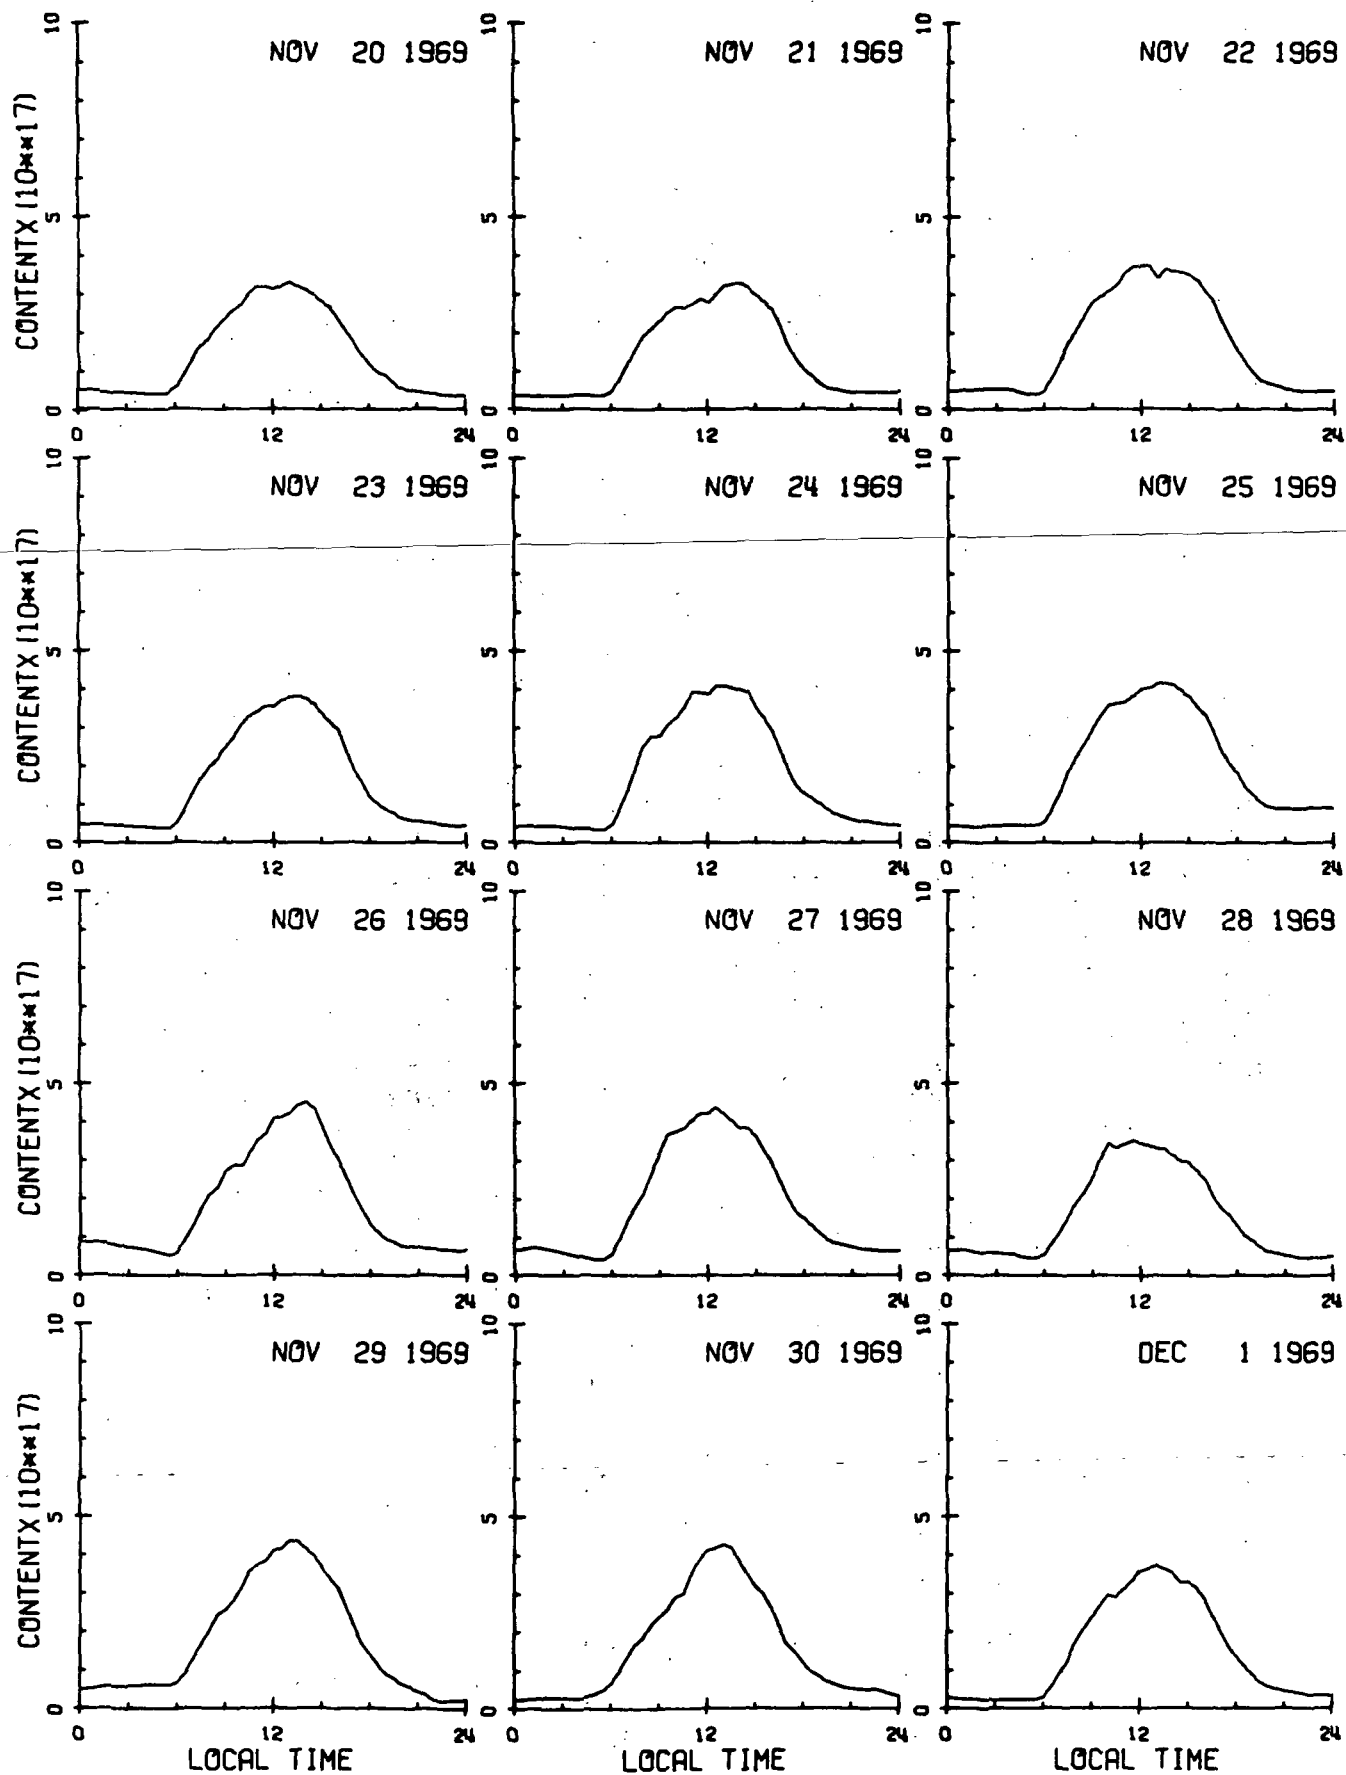 NOV 20 1969
NOV 21 1969
NOV 22 1969
CONTENTX (10**17)
10
5
0
0 12 24
10
5
0
0 12 24
10
5
0
0 12 24
NOV 23 1969
NOV 24 1969
NOV 25 1969
CONTENTX (10**17)
10
5
0
0 12 24
10
5
0
0 12 24
10
5
0
0 12 24
NOV 26 1969
NOV 27 1969
NOV 28 1969
CONTENTX (10**17)
10
5
0
0 12 24
10
5
0
0 12 24
10
5
0
0 12 24
NOV 29 1969
NOV 30 1969
DEC 1 1969
CONTENTX (10**17)
10
5
0
0 12 24
10
5
0
0 12 24
10
5
0
0 12 24
LOCAL TIME
LOCAL TIME
LOCAL TIME